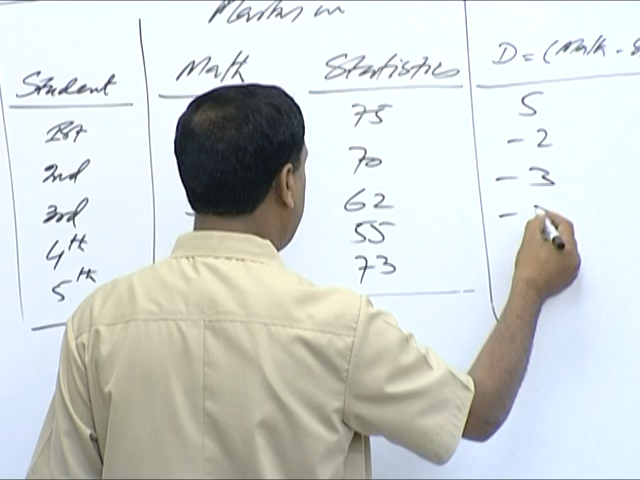 Marks in
Student Math Statistics D = (Math - S
1st 75 5
2nd 70 - 2
3rd 62 - 3
4th 55 -
5th 73